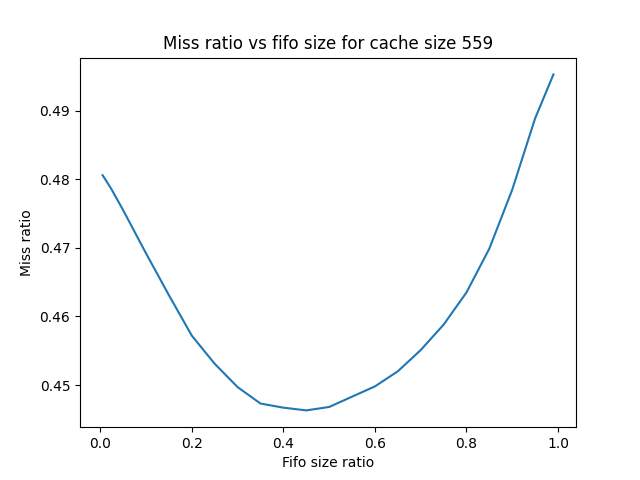 Miss ratio vs fifo size for cache size 559
0.49
0.48
0.47
0.46
0.45
Miss ratio
0.0 0.2 0.4 0.6 0.8 1.0
Fifo size ratio